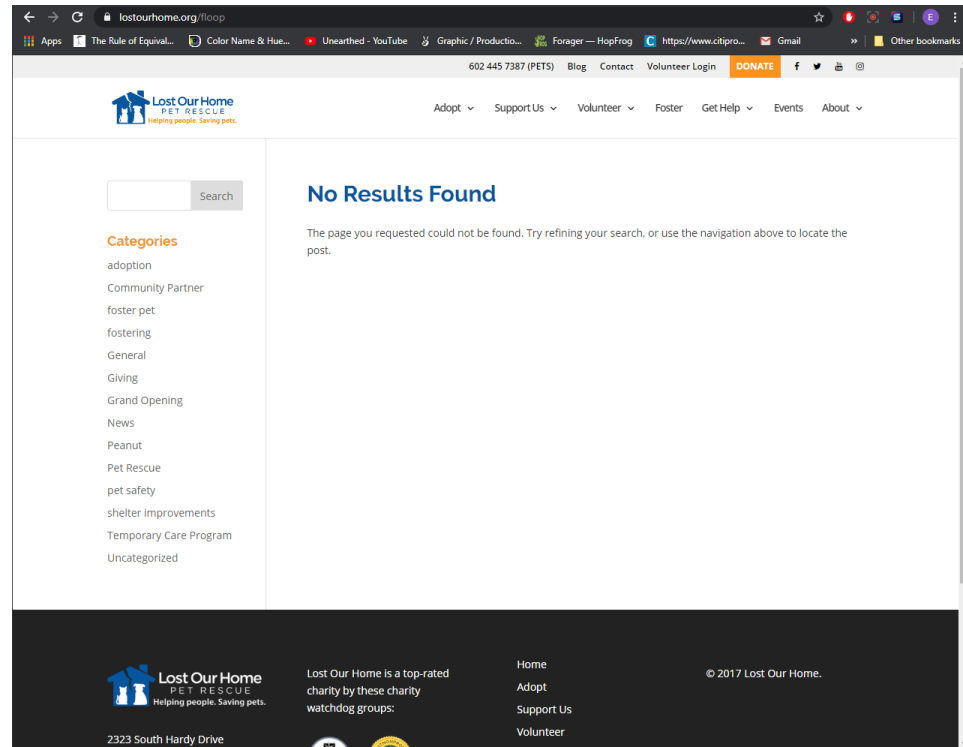 lostourhome.org/floop
Apps The Rule of Equival... Color Name & Hue... Unearthed - YouTube Graphic / Productio... Forager — HopFrog https://www.citipro... Gmail » Other bookmarks
602 445 7387 (PETS) Blog Contact Volunteer Login DONATE
Lost Our Home
PET RESCUE
Helping people. Saving pets.
Adopt Support Us Volunteer Foster Get Help Events About
Search
No Results Found
The page you requested could not be found. Try refining your search, or use the navigation above to locate the
post.
Categories
adoption
Community Partner
foster pet
fostering
General
Giving
Grand Opening
News
Peanut
Pet Rescue
pet safety
shelter improvements
Temporary Care Program
Uncategorized
Lost Our Home
PET RESCUE
Helping people. Saving pets.
2323 South Hardy Drive
Lost Our Home is a top-rated
charity by these charity
watchdog groups:
Home
Adopt
Support Us
Volunteer
© 2017 Lost Our Home.